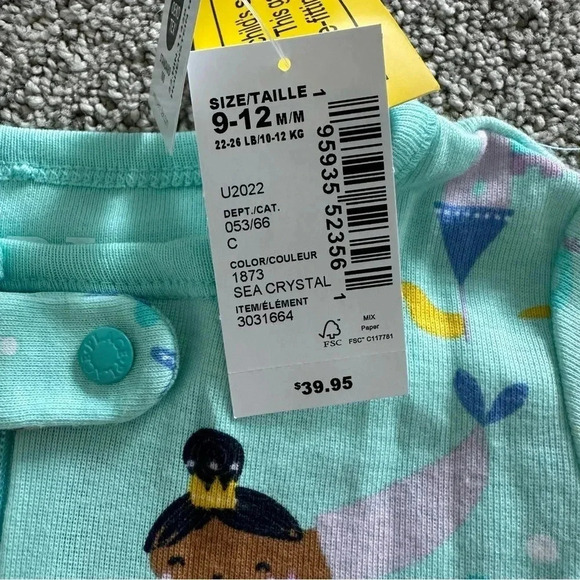 SIZE/TAILLE
9-12 M/M
22-26 LB/10-12 KG
U2022
DEPT./CAT.
053/66
C
COLOR/COULEUR
1873
SEA CRYSTAL
ITEM/ÉLÉMENT
3031664
1 95935 52356 1
FSC
MIX
Paper
FSC® C117781
$39.95
This